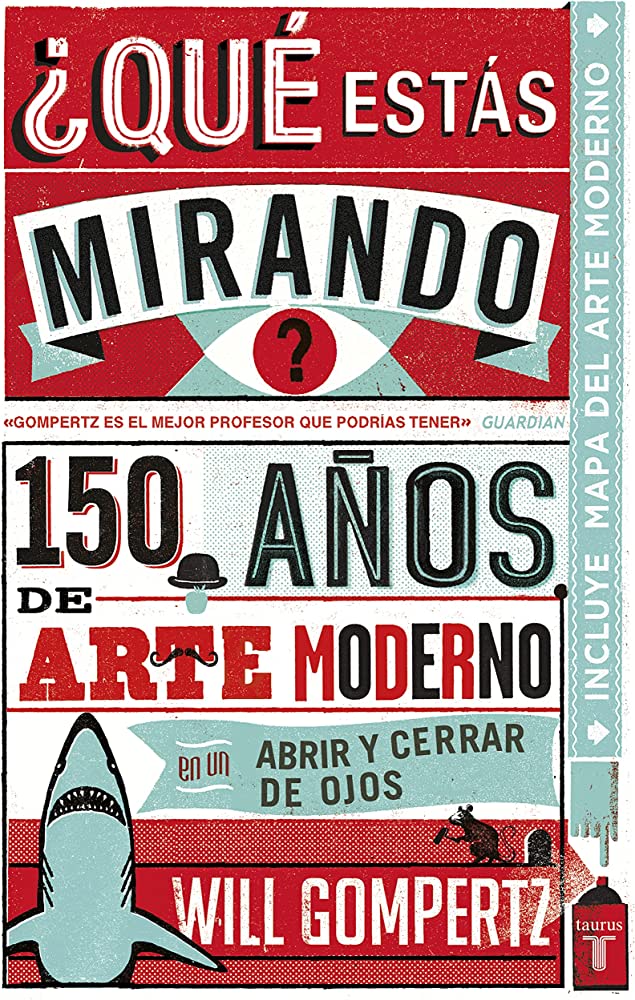 ¿QUÉ ESTÁS
MIRANDO
?
«GOMPERTZ ES EL MEJOR PROFESOR QUE PODRÍAS TENER» GUARDIAN
150 AÑOS
DE
ARTE MODERNO
en un ABRIR Y CERRAR
DE OJOS
WILL GOMPERTZ
INCLUYE MAPA DEL ARTE MODERNO
taurus
T